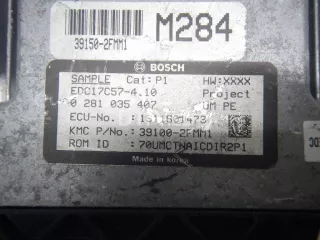 M284
39150-2FMM1
BOSCH
SAMPLE Cat: P1 HW:XXXX
EDC17C57-4.10 Project
0 281 035 407 UM PE
ECU-No :
KMC P/No.: 39100-2FMM1
ROM ID : 70UMCTNAICDIR2P1
Made in korea